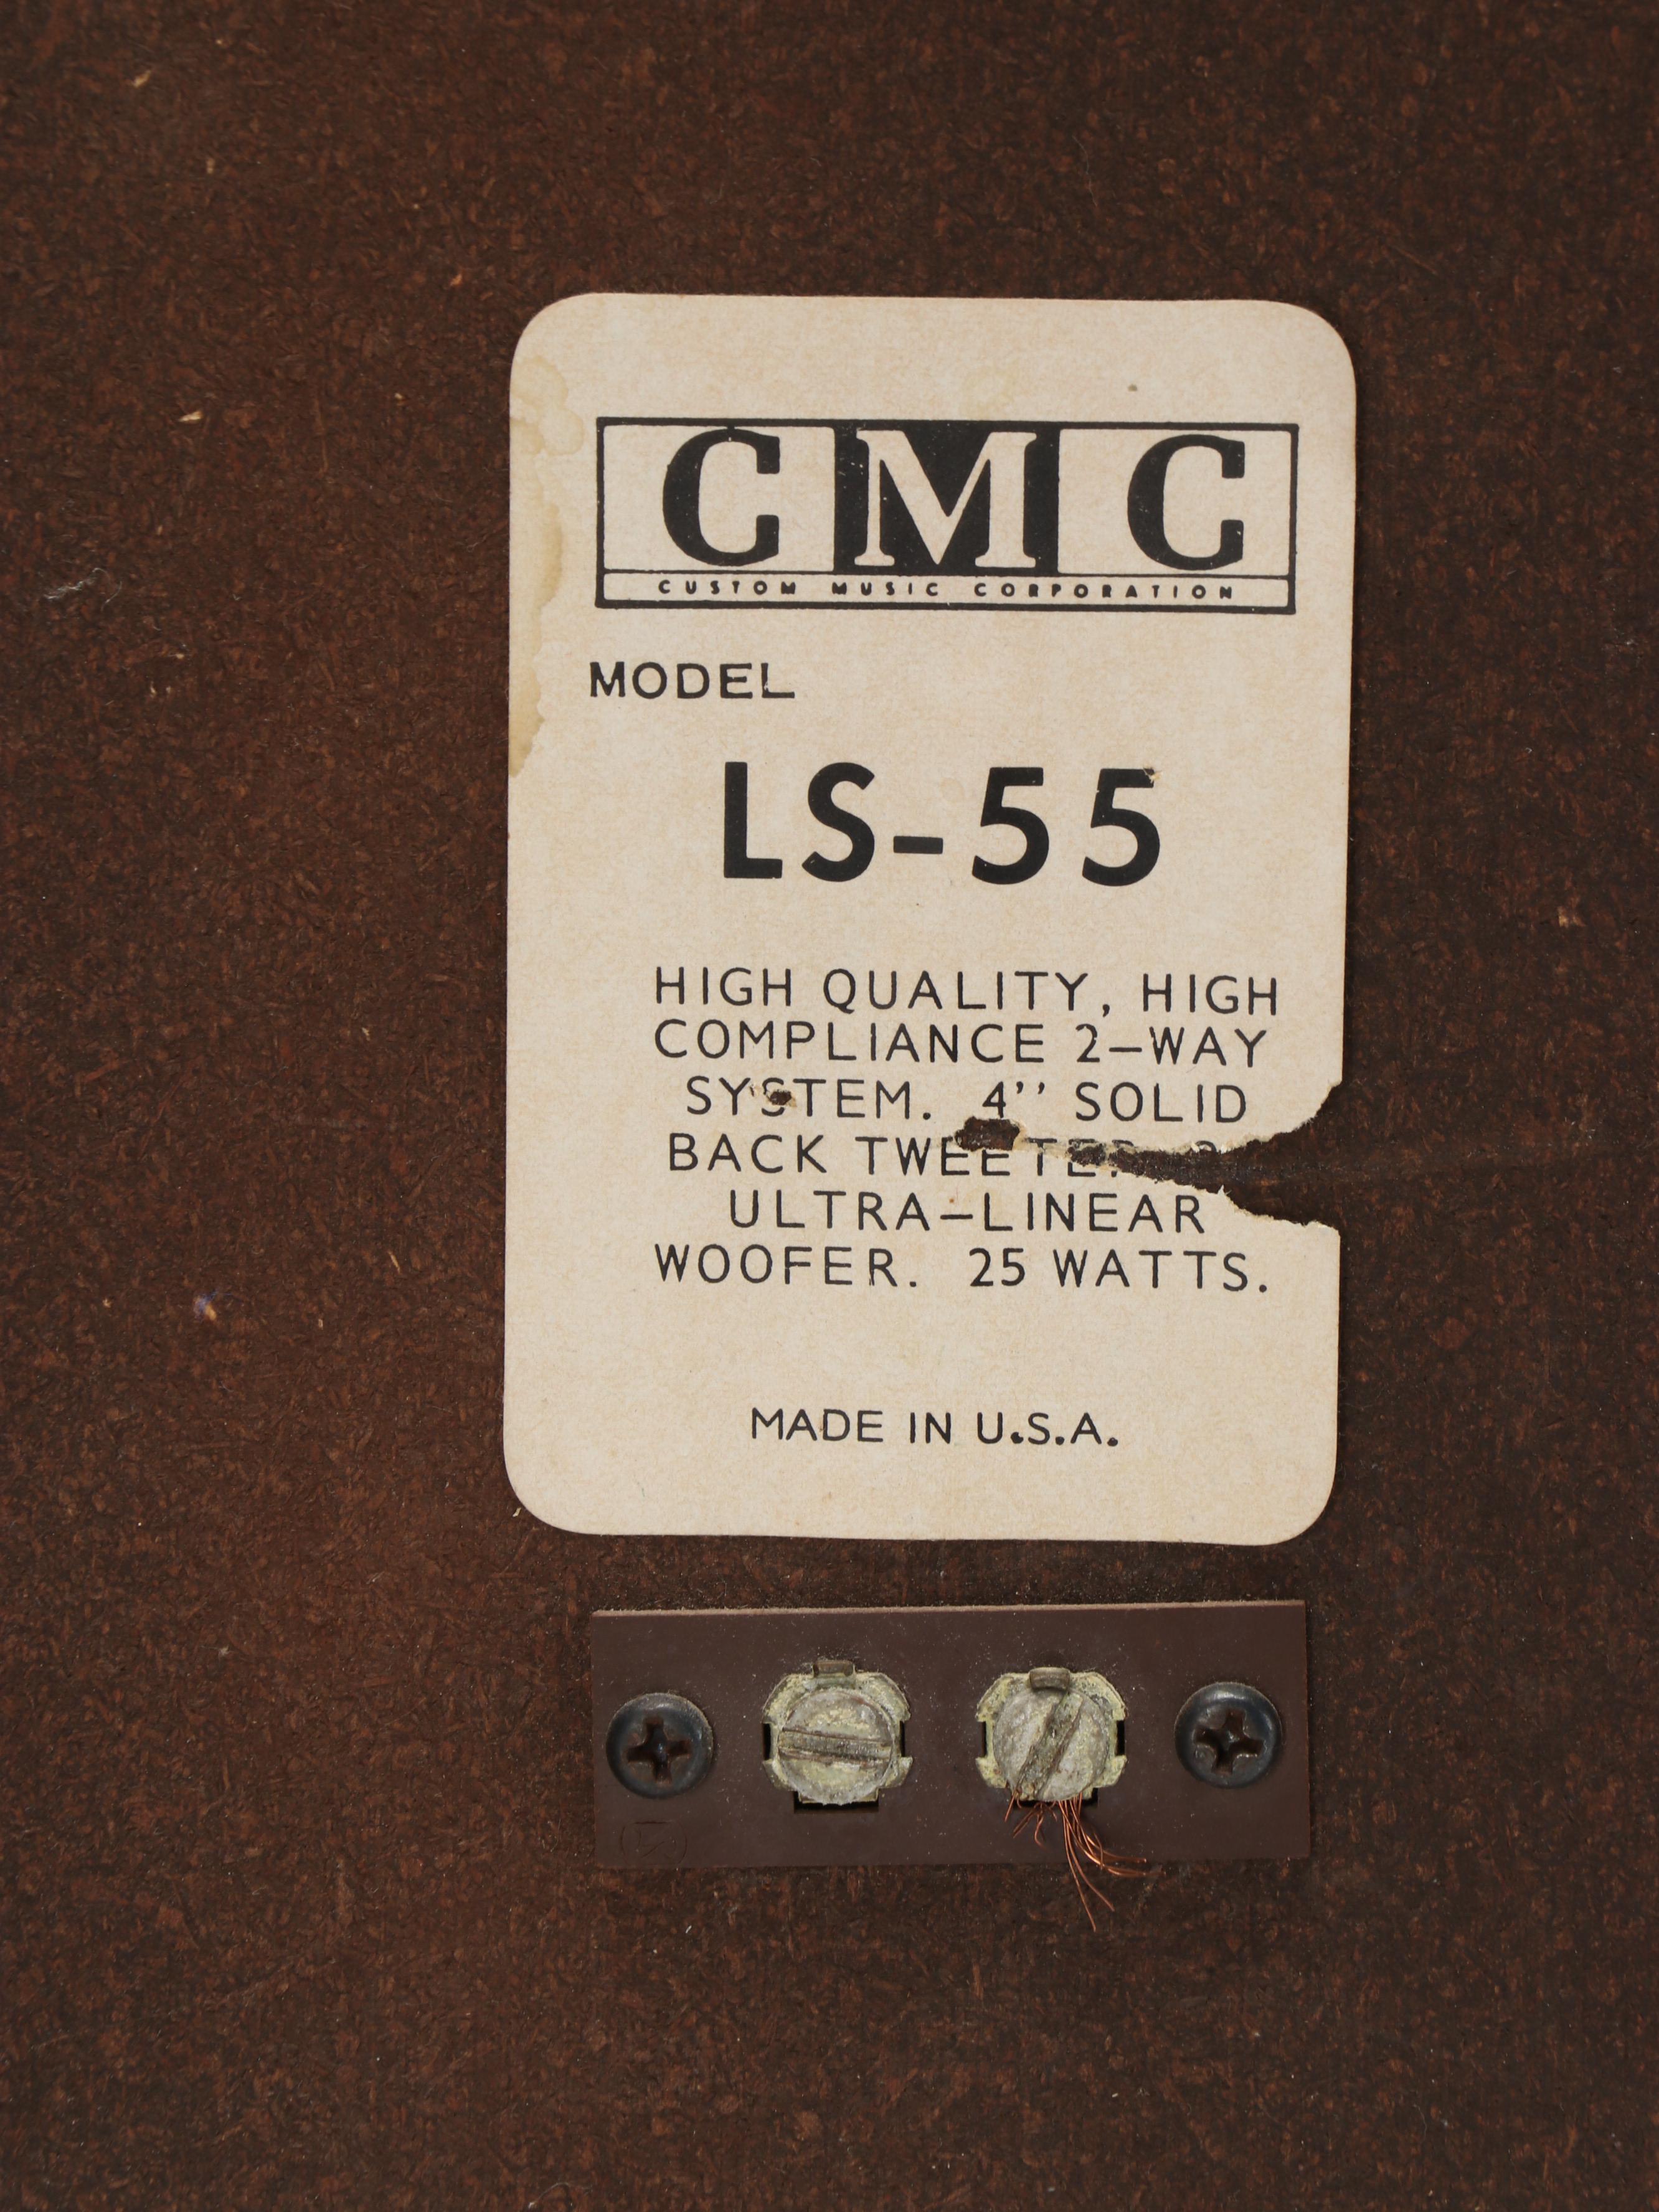 CMC
CUSTOM MUSIC CORPORATION
MODEL
LS-55
HIGH QUALITY, HIGH
COMPLIANCE 2-WAY
SYSTEM. 4'' SOLID
BACK TWEETER.
ULTRA-LINEAR
WOOFER. 25 WATTS.
MADE IN U.S.A.